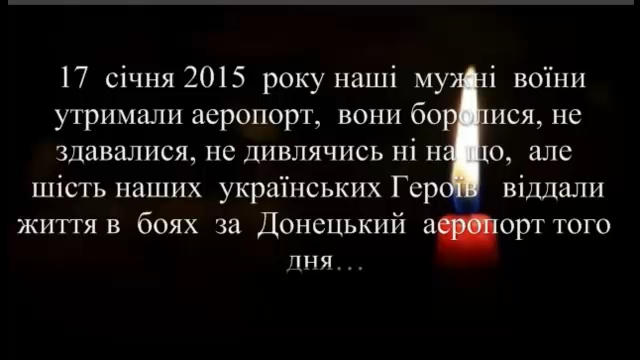 17 січня 2015 року наші мужні воїни
утримали аеропорт, вони боролися, не
здавалися, не дивлячись ні на що, але
шість наших українських Героїв віддали
життя в боях за Донецький аеропорт того
дня…